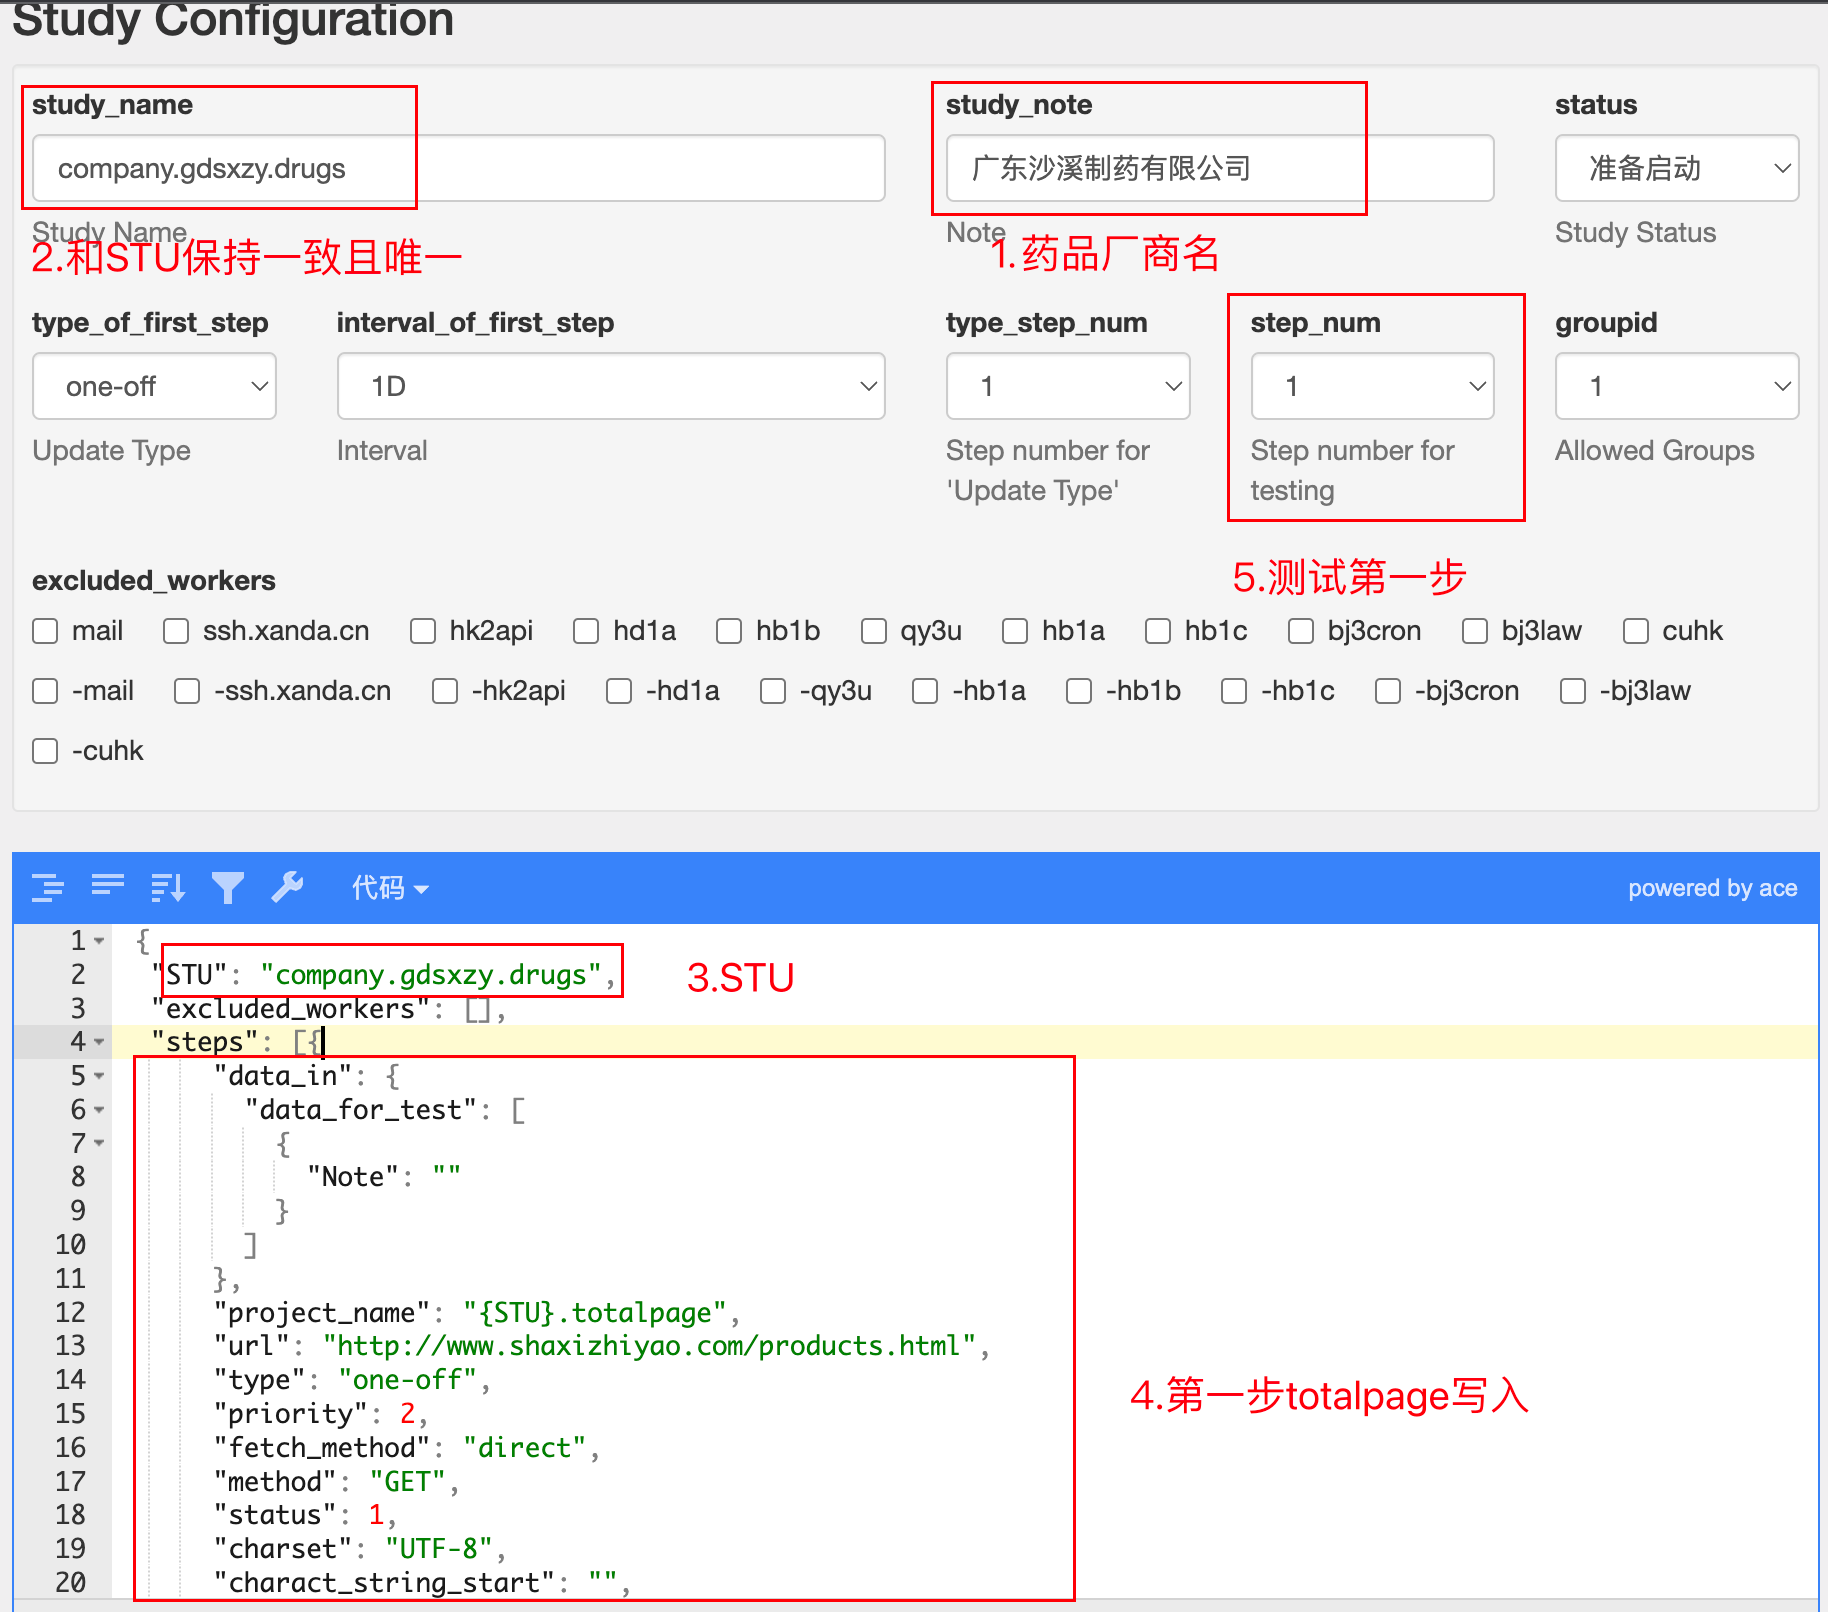 Study Configuration
study_name
study_note
status
company.gdsxzy.drugs
广东沙溪制药有限公司
准备启动
Study Name
Note
Study Status
2.和STU保持一致且唯一
1.药品厂商名
type_of_first_step
interval_of_first_step
type_step_num
step_num
groupid
one-off
1D
1
1
1
Update Type
Interval
Step number for
'Update Type'
Step number for
testing
Allowed Groups
5.测试第一步
excluded_workers
mail ssh.xanda.cn hk2api hd1a hb1b qy3u hb1a hb1c bj3cron bj3law cuhk
-mail -ssh.xanda.cn -hk2api -hd1a -qy3u -hb1a -hb1b -hb1c -bj3cron -bj3law
-cuhk
代码
powered by ace
1 {
2 "STU": "company.gdsxzy.drugs",
3.STU
3 "excluded_workers": [],
4 "steps": [{
5 "data_in": {
6 "data_for_test": [
7 {
8 "Note": ""
9 }
10 ]
11 },
12 "project_name": "{STU}.totalpage",
13 "url": "http://www.shaxizhiyao.com/products.html",
14 "type": "one-off",
4.第一步totalpage写入
15 "priority": 2,
16 "fetch_method": "direct",
17 "method": "GET",
18 "status": 1,
19 "charset": "UTF-8",
20 "charact_string_start": "",